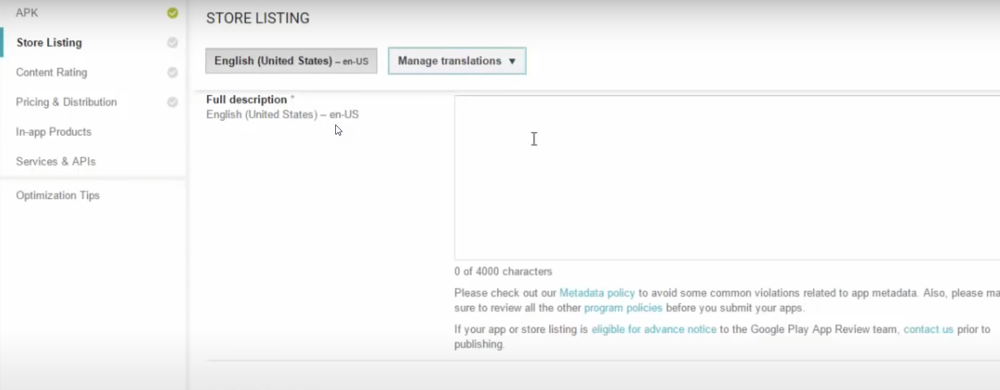 APK
Store Listing
Content Rating
Pricing & Distribution
In-app Products
Services & APIs
Optimization Tips
STORE LISTING
English (United States) – en-US
Manage translations ▼
Full description *
English (United States) – en-US
0 of 4000 characters
Please check out our Metadata policy to avoid some common violations related to app metadata. Also, please ma
sure to review all the other program policies before you submit your apps.
If your app or store listing is eligible for advance notice to the Google Play App Review team, contact us prior to
publishing.